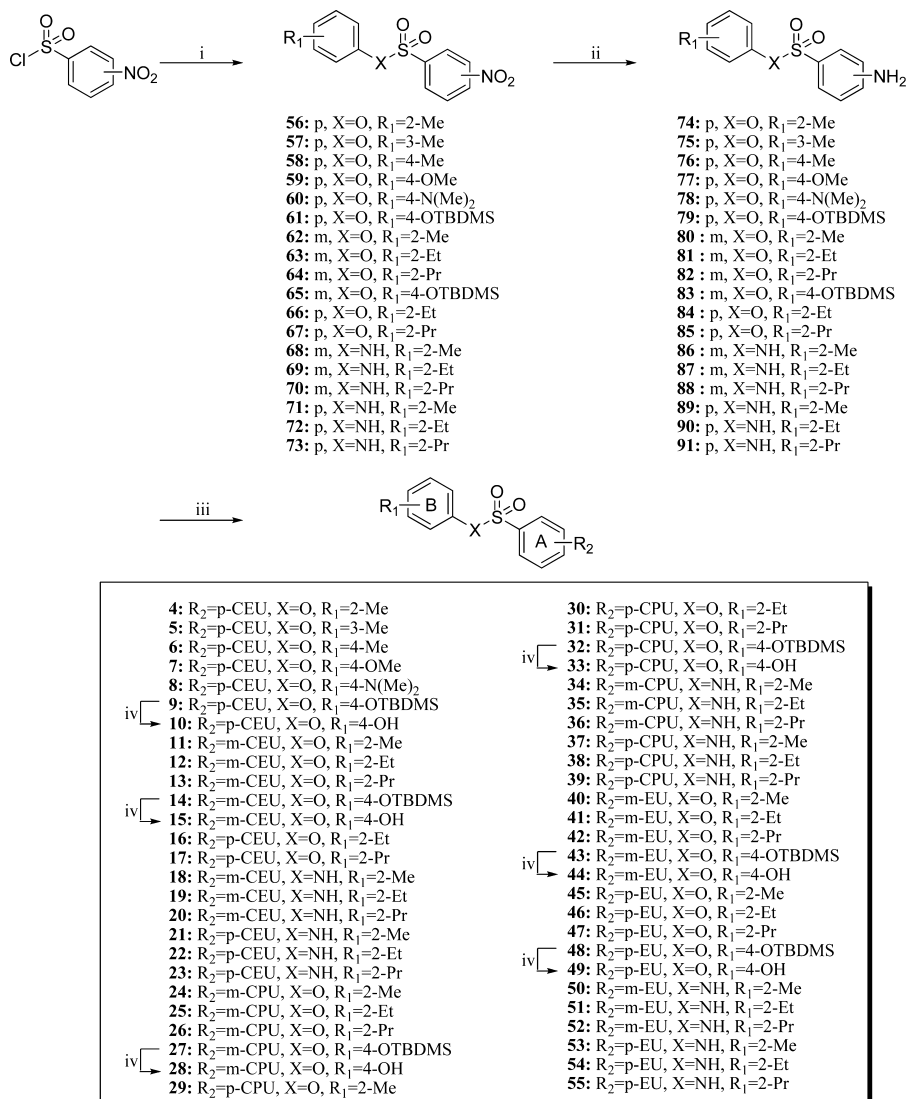 O
O
S
Cl
NO2
i
R1
X
O
S
O
NO2
ii
R1
X
O
S
O
NH2
56: p, X=O, R1=2-Me
57: p, X=O, R1=3-Me
58: p, X=O, R1=4-Me
59: p, X=O, R1=4-OMe
60: p, X=O, R1=4-N(Me)2
61: p, X=O, R1=4-OTBDMS
62: m, X=O, R1=2-Me
63: m, X=O, R1=2-Et
64: m, X=O, R1=2-Pr
65: m, X=O, R1=4-OTBDMS
66: p, X=O, R1=2-Et
67: p, X=O, R1=2-Pr
68: m, X=NH, R1=2-Me
69: m, X=NH, R1=2-Et
70: m, X=NH, R1=2-Pr
71: p, X=NH, R1=2-Me
72: p, X=NH, R1=2-Et
73: p, X=NH, R1=2-Pr
74: p, X=O, R1=2-Me
75: p, X=O, R1=3-Me
76: p, X=O, R1=4-Me
77: p, X=O, R1=4-OMe
78: p, X=O, R1=4-N(Me)2
79: p, X=O, R1=4-OTBDMS
80 : m, X=O, R1=2-Me
81 : m, X=O, R1=2-Et
82 : m, X=O, R1=2-Pr
83 : m, X=O, R1=4-OTBDMS
84 : p, X=O, R1=2-Et
85 : p, X=O, R1=2-Pr
86 : m, X=NH, R1=2-Me
87 : m, X=NH, R1=2-Et
88 : m, X=NH, R1=2-Pr
89 : p, X=NH, R1=2-Me
90 : p, X=NH, R1=2-Et
91: p, X=NH, R1=2-Pr
iii
R1
B
X
O
S
O
A
R2
4: R2=p-CEU, X=O, R1=2-Me
5: R2=p-CEU, X=O, R1=3-Me
6: R2=p-CEU, X=O, R1=4-Me
7: R2=p-CEU, X=O, R1=4-OMe
8: R2=p-CEU, X=O, R1=4-N(Me)2
9: R2=p-CEU, X=O, R1=4-OTBDMS
iv
10: R2=p-CEU, X=O, R1=4-OH
11: R2=m-CEU, X=O, R1=2-Me
12: R2=m-CEU, X=O, R1=2-Et
13: R2=m-CEU, X=O, R1=2-Pr
14: R2=m-CEU, X=O, R1=4-OTBDMS
iv
15: R2=m-CEU, X=O, R1=4-OH
16: R2=p-CEU, X=O, R1=2-Et
17: R2=p-CEU, X=O, R1=2-Pr
18: R2=m-CEU, X=NH, R1=2-Me
19: R2=m-CEU, X=NH, R1=2-Et
20: R2=m-CEU, X=NH, R1=2-Pr
21: R2=p-CEU, X=NH, R1=2-Me
22: R2=p-CEU, X=NH, R1=2-Et
23: R2=p-CEU, X=NH, R1=2-Pr
24: R2=m-CPU, X=O, R1=2-Me
25: R2=m-CPU, X=O, R1=2-Et
26: R2=m-CPU, X=O, R1=2-Pr
27: R2=m-CPU, X=O, R1=4-OTBDMS
iv
28: R2=m-CPU, X=O, R1=4-OH
29: R2=p-CPU, X=O, R1=2-Me
30: R2=p-CPU, X=O, R1=2-Et
31: R2=p-CPU, X=O, R1=2-Pr
32: R2=p-CPU, X=O, R1=4-OTBDMS
iv
33: R2=p-CPU, X=O, R1=4-OH
34: R2=m-CPU, X=NH, R1=2-Me
35: R2=m-CPU, X=NH, R1=2-Et
36: R2=m-CPU, X=NH, R1=2-Pr
37: R2=p-CPU, X=NH, R1=2-Me
38: R2=p-CPU, X=NH, R1=2-Et
39: R2=p-CPU, X=NH, R1=2-Pr
40: R2=m-EU, X=O, R1=2-Me
41: R2=m-EU, X=O, R1=2-Et
42: R2=m-EU, X=O, R1=2-Pr
43: R2=m-EU, X=O, R1=4-OTBDMS
iv
44: R2=m-EU, X=O, R1=4-OH
45: R2=p-EU, X=O, R1=2-Me
46: R2=p-EU, X=O, R1=2-Et
47: R2=p-EU, X=O, R1=2-Pr
48: R2=p-EU, X=O, R1=4-OTBDMS
iv
49: R2=p-EU, X=O, R1=4-OH
50: R2=m-EU, X=NH, R1=2-Me
51: R2=m-EU, X=NH, R1=2-Et
52: R2=m-EU, X=NH, R1=2-Pr
53: R2=p-EU, X=NH, R1=2-Me
54: R2=p-EU, X=NH, R1=2-Et
55: R2=p-EU, X=NH, R1=2-Pr